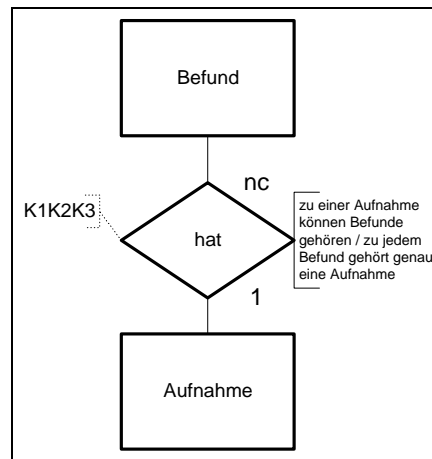 Befund
nc
K1K2K3
hat
zu einer Aufnahme
können Befunde
gehören / zu jedem
Befund gehört genau
eine Aufnahme
1
Aufnahme